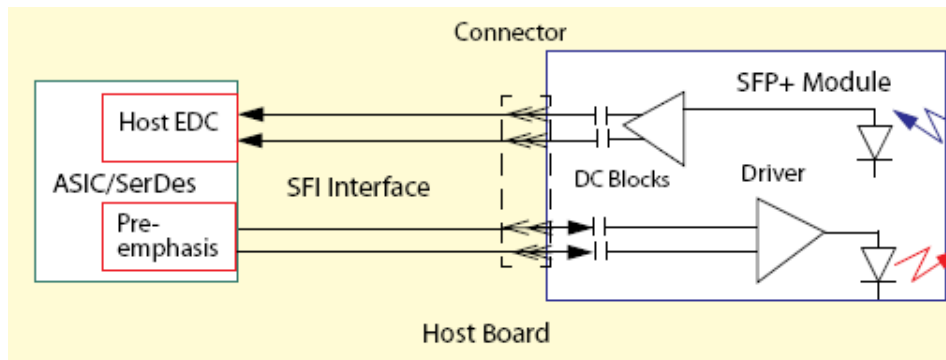 Connector
SFP+ Module
Host EDC
ASIC/SerDes
SFI Interface
DC Blocks
Driver
Pre-
emphasis
Host Board